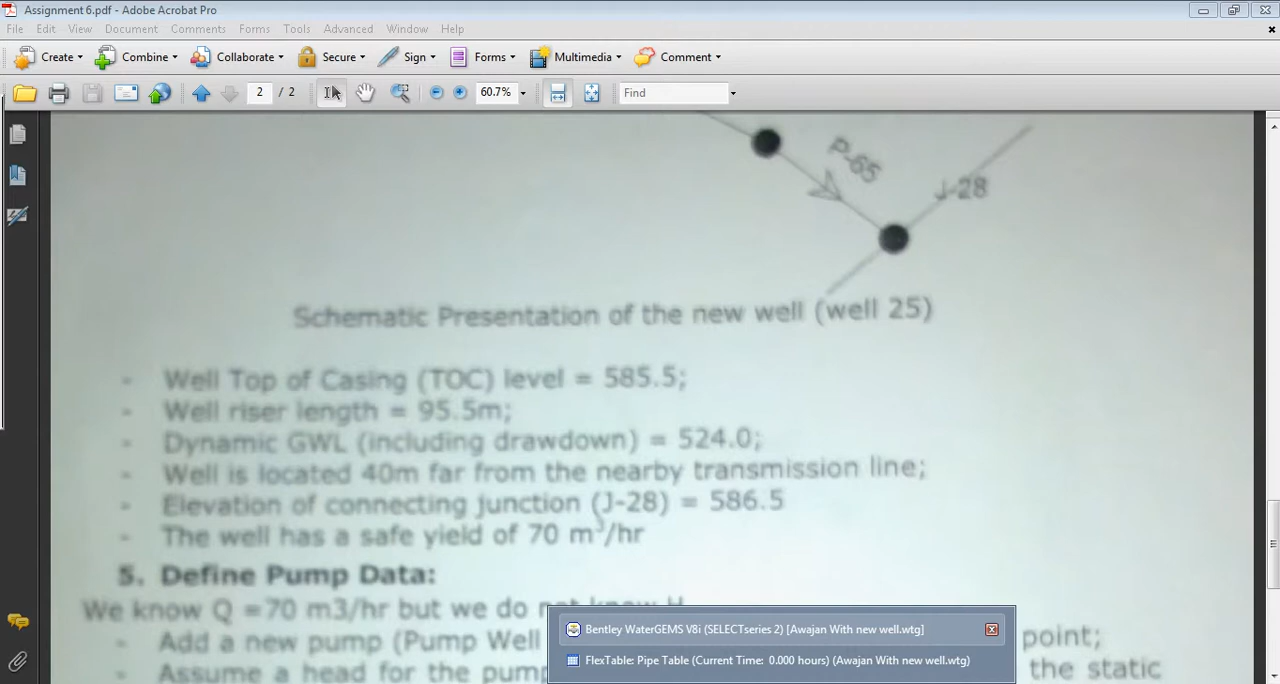 Assignment 6.pdf - Adobe Acrobat Pro
File Edit View Document Comments Forms Tools Advanced Window Help
Create Combine Collaborate Secure Sign Forms Multimedia Comment
2 / 2 60.7% Find
P-65
J-28
Schematic Presentation of the new well (well 25)
- Well Top of Casing (TOC) level = 585.5;
- Well riser length = 95.5m;
- Dynamic GWL (including drawdown) = 524.0;
- Well is located 40m far from the nearby transmission line;
- Elevation of connecting junction (J-28) = 586.5
- The well has a safe yield of 70 m³/hr
5. Define Pump Data:
We know Q =70 m3/hr but we do not know H
- Add a new pump (Pump Well point;
- Assume a head for the pump the static
Bentley WaterGEMS V8i (SELECTseries 2) [Awajan With new well.wtg]
FlexTable: Pipe Table (Current Time: 0.000 hours) (Awajan With new well.wtg)